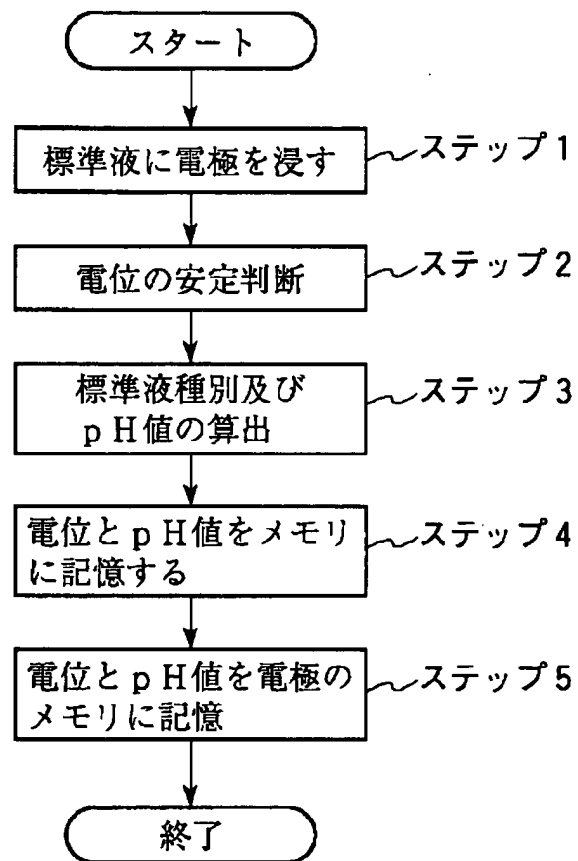 スタート
標準液に電極を浸す
ステップ1
電位の安定判断
ステップ2
標準液種別及び
pH値の算出
ステップ3
電位とpH値をメモリ
に記憶する
ステップ4
電位とpH値を電極の
メモリに記憶
ステップ5
終了